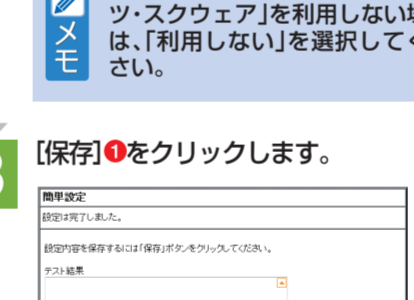 ツ・スクウェア」を利用しない場
メモ
は、「利用しない」を選択してく
さい。
3
[保存]❶をクリックします。
簡単設定
設定は完了しました。
設定内容を保存するには「保存」ボタンをクリックしてください。
テスト結果